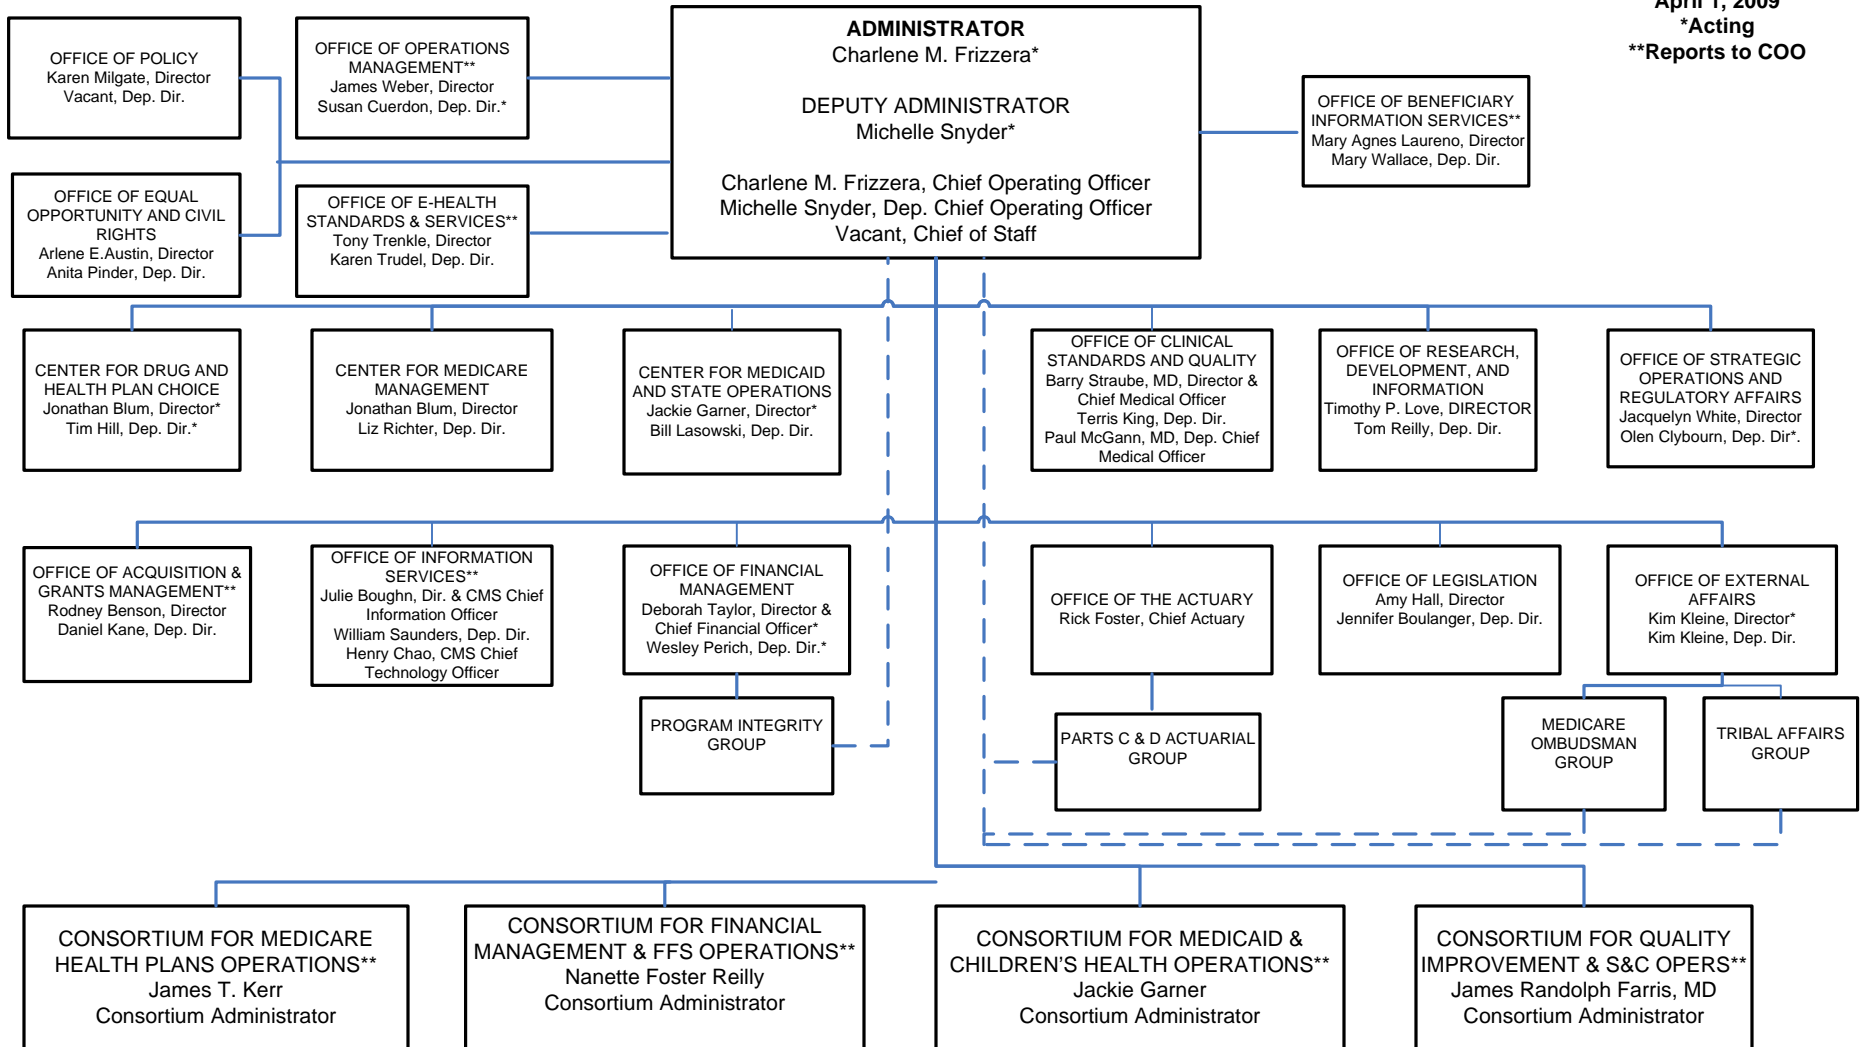 April 1, 2009
*Acting
**Reports to COO
OFFICE OF POLICY
Karen Milgate, Director
Vacant, Dep. Dir.
OFFICE OF OPERATIONS
MANAGEMENT**
James Weber, Director
Susan Cuerdon, Dep. Dir.*
ADMINISTRATOR
Charlene M. Frizzera*
DEPUTY ADMINISTRATOR
Michelle Snyder*
Charlene M. Frizzera, Chief Operating Officer
Michelle Snyder, Dep. Chief Operating Officer
Vacant, Chief of Staff
OFFICE OF BENEFICIARY
INFORMATION SERVICES**
Mary Agnes Laureno, Director
Mary Wallace, Dep. Dir.
OFFICE OF EQUAL
OPPORTUNITY AND CIVIL
RIGHTS
Arlene E.Austin, Director
Anita Pinder, Dep. Dir.
OFFICE OF E-HEALTH
STANDARDS & SERVICES**
Tony Trenkle, Director
Karen Trudel, Dep. Dir.
CENTER FOR DRUG AND
HEALTH PLAN CHOICE
Jonathan Blum, Director*
Tim Hill, Dep. Dir.*
CENTER FOR MEDICARE
MANAGEMENT
Jonathan Blum, Director
Liz Richter, Dep. Dir.
CENTER FOR MEDICAID
AND STATE OPERATIONS
Jackie Garner, Director*
Bill Lasowski, Dep. Dir.
OFFICE OF CLINICAL
STANDARDS AND QUALITY
Barry Straube, MD, Director &
Chief Medical Officer
Terris King, Dep. Dir.
Paul McGann, MD, Dep. Chief
Medical Officer
OFFICE OF RESEARCH,
DEVELOPMENT, AND
INFORMATION
Timothy P. Love, DIRECTOR
Tom Reilly, Dep. Dir.
OFFICE OF STRATEGIC
OPERATIONS AND
REGULATORY AFFAIRS
Jacquelyn White, Director
Olen Clybourn, Dep. Dir*.
OFFICE OF ACQUISITION &
GRANTS MANAGEMENT**
Rodney Benson, Director
Daniel Kane, Dep. Dir.
OFFICE OF INFORMATION
SERVICES**
Julie Boughn, Dir. & CMS Chief
Information Officer
William Saunders, Dep. Dir.
Henry Chao, CMS Chief
Technology Officer
OFFICE OF FINANCIAL
MANAGEMENT
Deborah Taylor, Director &
Chief Financial Officer*
Wesley Perich, Dep. Dir.*
OFFICE OF THE ACTUARY
Rick Foster, Chief Actuary
OFFICE OF LEGISLATION
Amy Hall, Director
Jennifer Boulanger, Dep. Dir.
OFFICE OF EXTERNAL
AFFAIRS
Kim Kleine, Director*
Kim Kleine, Dep. Dir.
PROGRAM INTEGRITY
GROUP
PARTS C & D ACTUARIAL
GROUP
MEDICARE
OMBUDSMAN
GROUP
TRIBAL AFFAIRS
GROUP
CONSORTIUM FOR MEDICARE
HEALTH PLANS OPERATIONS**
James T. Kerr
Consortium Administrator
CONSORTIUM FOR FINANCIAL
MANAGEMENT & FFS OPERATIONS**
Nanette Foster Reilly
Consortium Administrator
CONSORTIUM FOR MEDICAID &
CHILDREN'S HEALTH OPERATIONS**
Jackie Garner
Consortium Administrator
CONSORTIUM FOR QUALITY
IMPROVEMENT & S&C OPERS**
James Randolph Farris, MD
Consortium Administrator